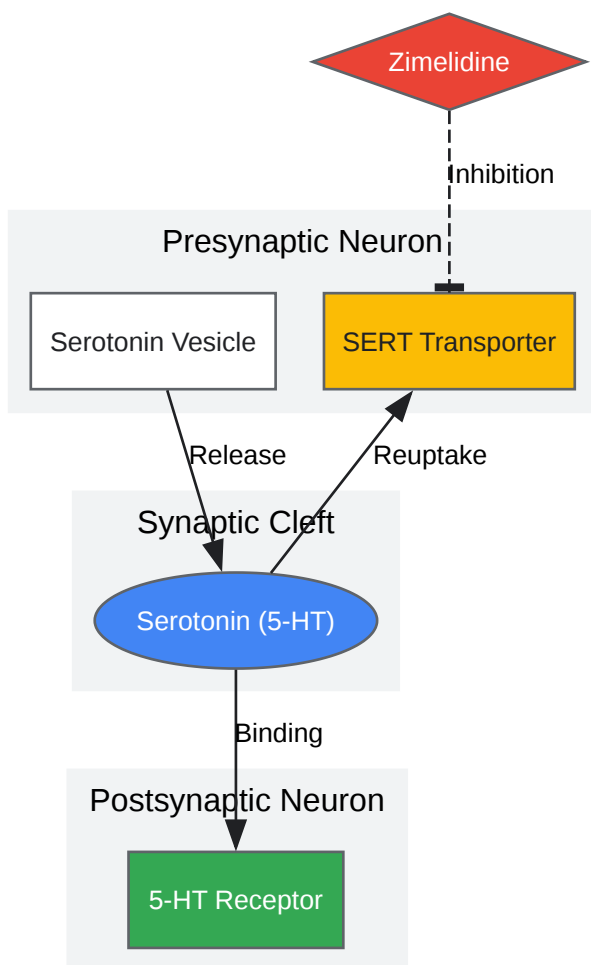 Zimelidine
Inhibition
Presynaptic Neuron
Serotonin Vesicle
SERT Transporter
Release
Reuptake
Synaptic Cleft
Serotonin (5-HT)
Binding
Postsynaptic Neuron
5-HT Receptor